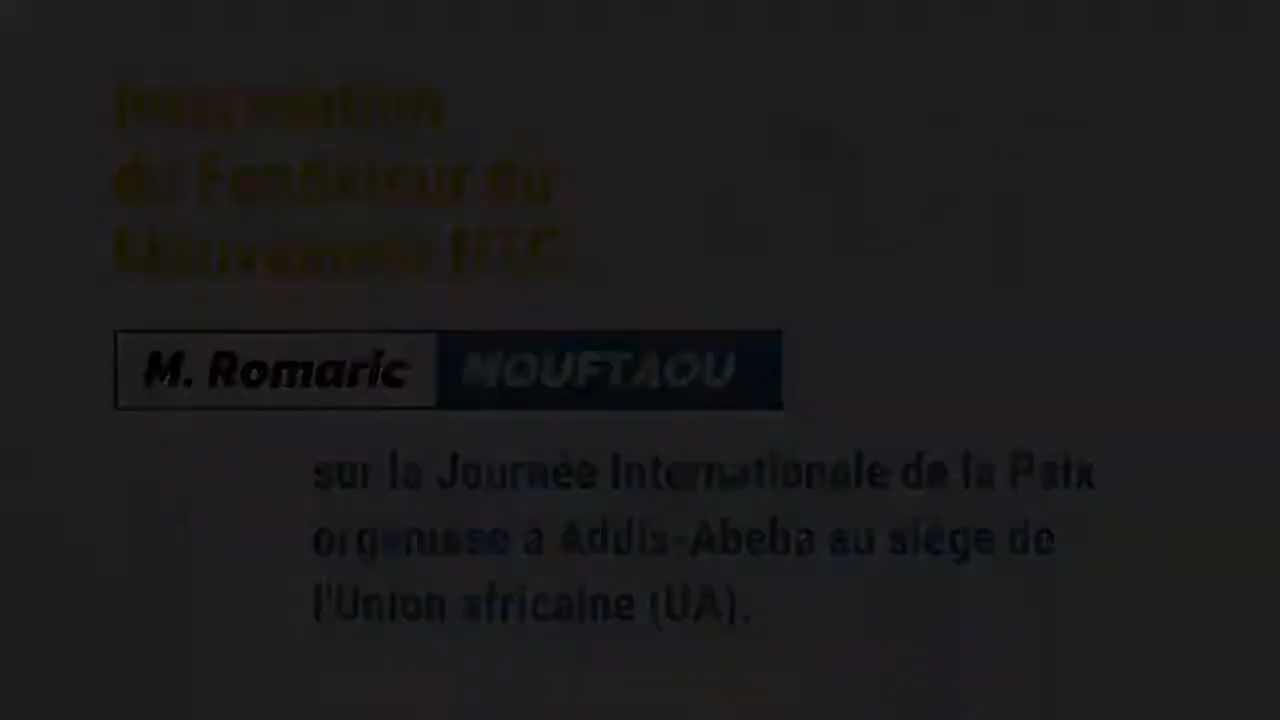 Intervention
du Fondateur du
Mouvement
M. Romaric MOUFTAOU
sur la Journée Internationale de la Paix
organisée à Addis-Abeba au siège de
l'Union africaine (UA).